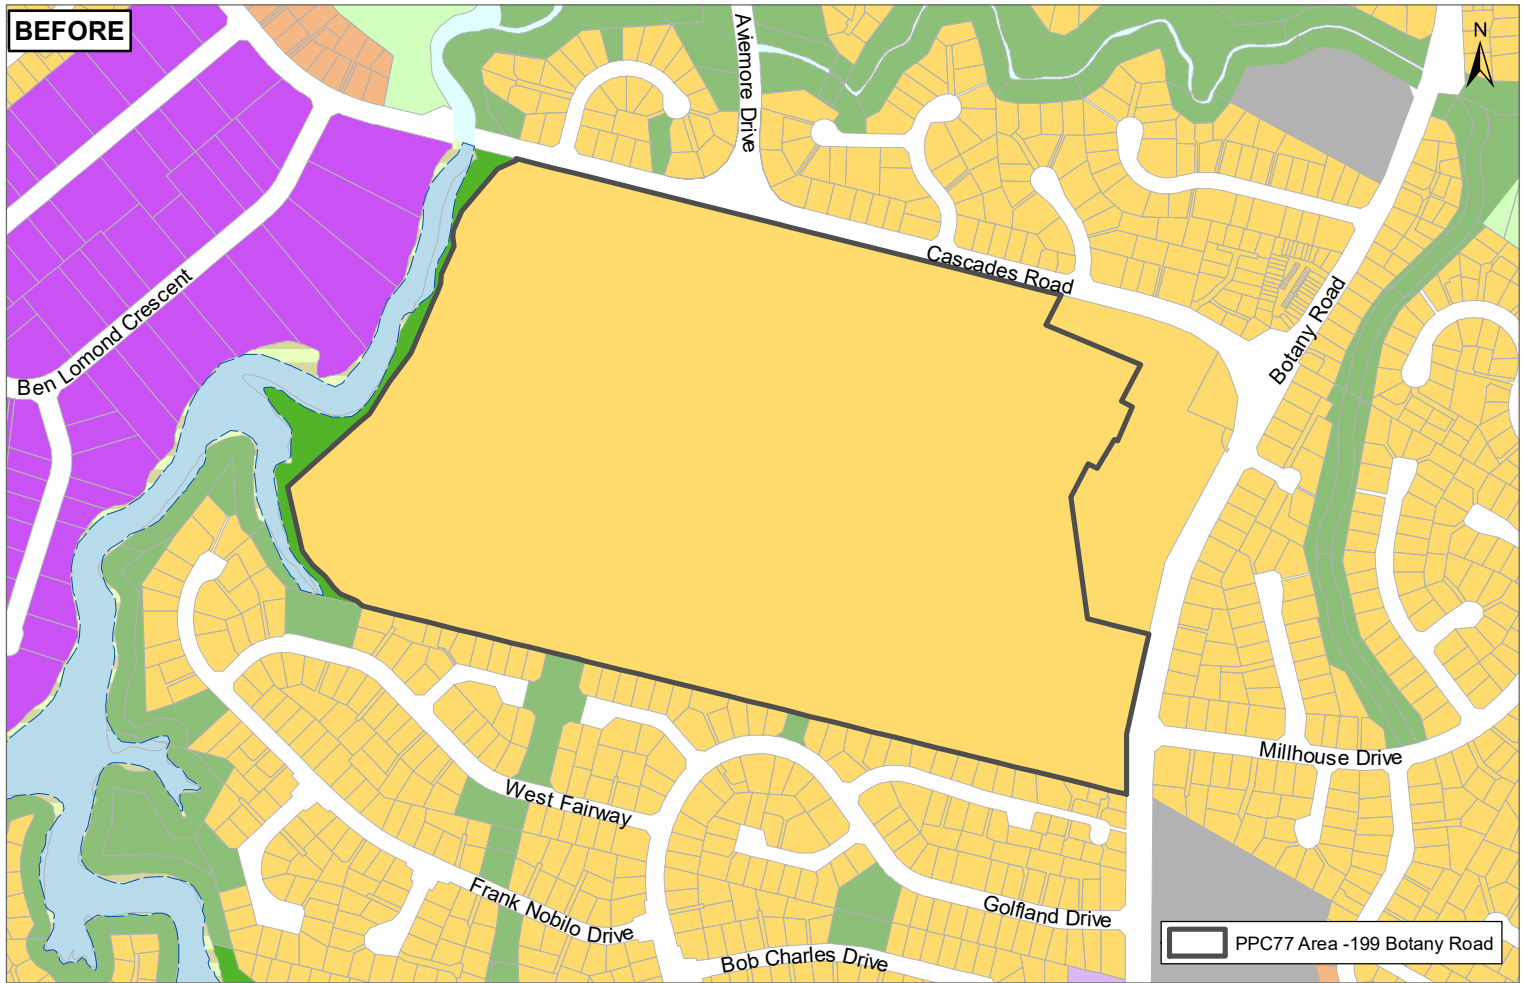 BEFORE
N
Aviemore Drive
Cascades Road
Botany Road
Ben Lomond Crescent
Millhouse Drive
West Fairway
Frank Nobilo Drive
Golfland Drive
Bob Charles Drive
PPC77 Area -199 Botany Road